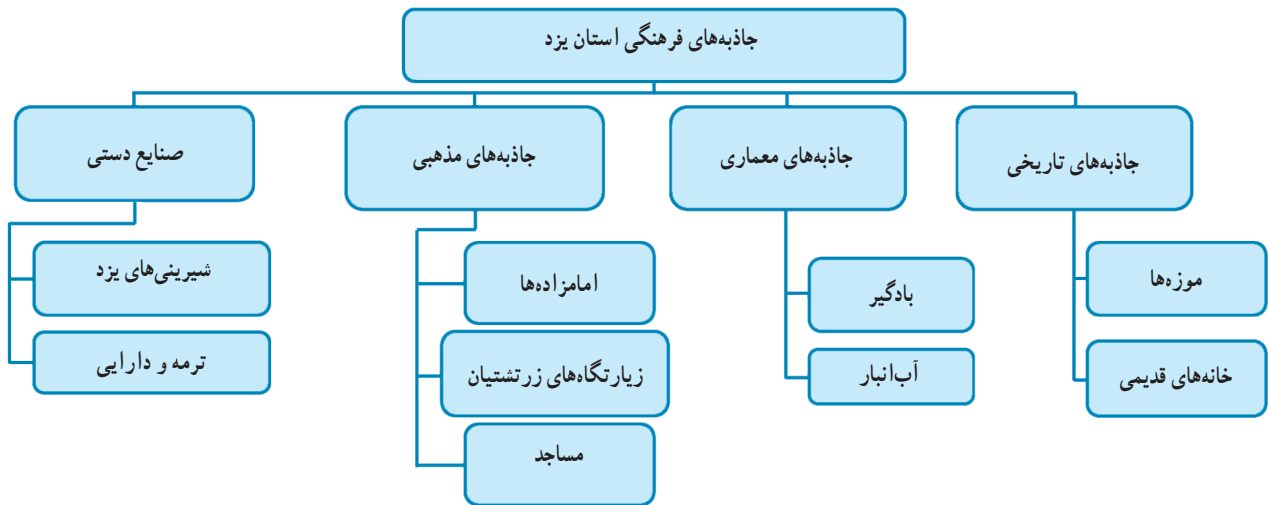 جاذبه‌های فرهنگی استان یزد
جاذبه‌های تاریخی
موزه‌ها
خانه‌های قدیمی
جاذبه‌های معماری
بادگیر
آب‌انبار
جاذبه‌های مذهبی
امامزاده‌ها
زیارتگاه‌های زرتشتیان
مساجد
صنایع دستی
شیرینی‌های یزد
ترمه و دارایی